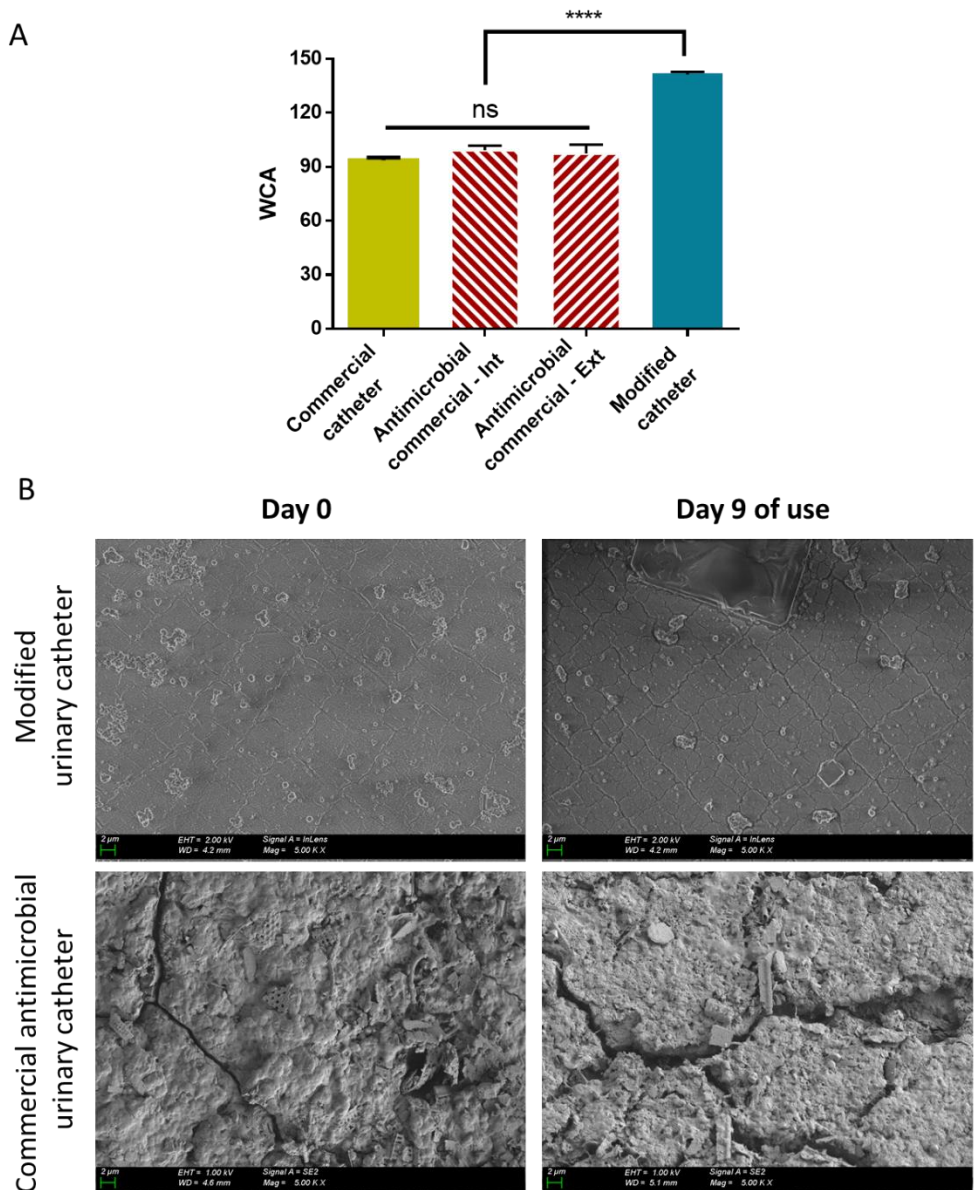 A
****
150
120
90
60
30
0
WCA
ns
Commercial
catheter
Antimicrobial
commercial - Int
Antimicrobial
commercial - Ext
Modified
catheter
B
Day 0
Day 9 of use
Modified
urinary catheter
2 µm
EHT = 2.00 kV
Signal A = InLens
WD = 4.2 mm
Mag = 5.00 K X
2 µm
EHT = 2.00 kV
Signal A = InLens
WD = 4.2 mm
Mag = 5.00 K X
Commercial antimicrobial
urinary catheter
2 µm
EHT = 1.00 kV
Signal A = SE2
WD = 4.6 mm
Mag = 5.00 K X
2 µm
EHT = 1.00 kV
Signal A = SE2
WD = 5.1 mm
Mag = 5.00 K X